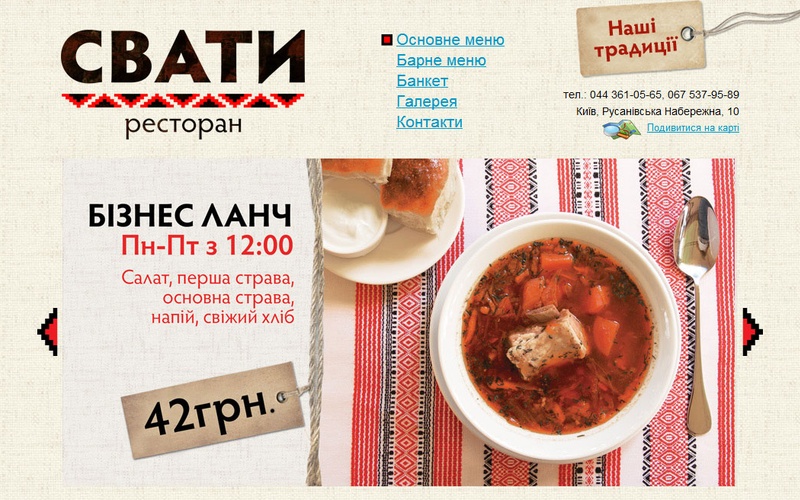 СВАТИ
ресторан
Основне меню
Барне меню
Банкет
Галерея
Контакти
Наші
традиції
тел.: 044 361-05-65, 067 537-95-89
Київ, Русанівська Набережна, 10
Подивитися на карті
БІЗНЕС ЛАНЧ
Пн-Пт з 12:00
Салат, перша страва,
основна страва,
напій, свіжий хліб
42грн.